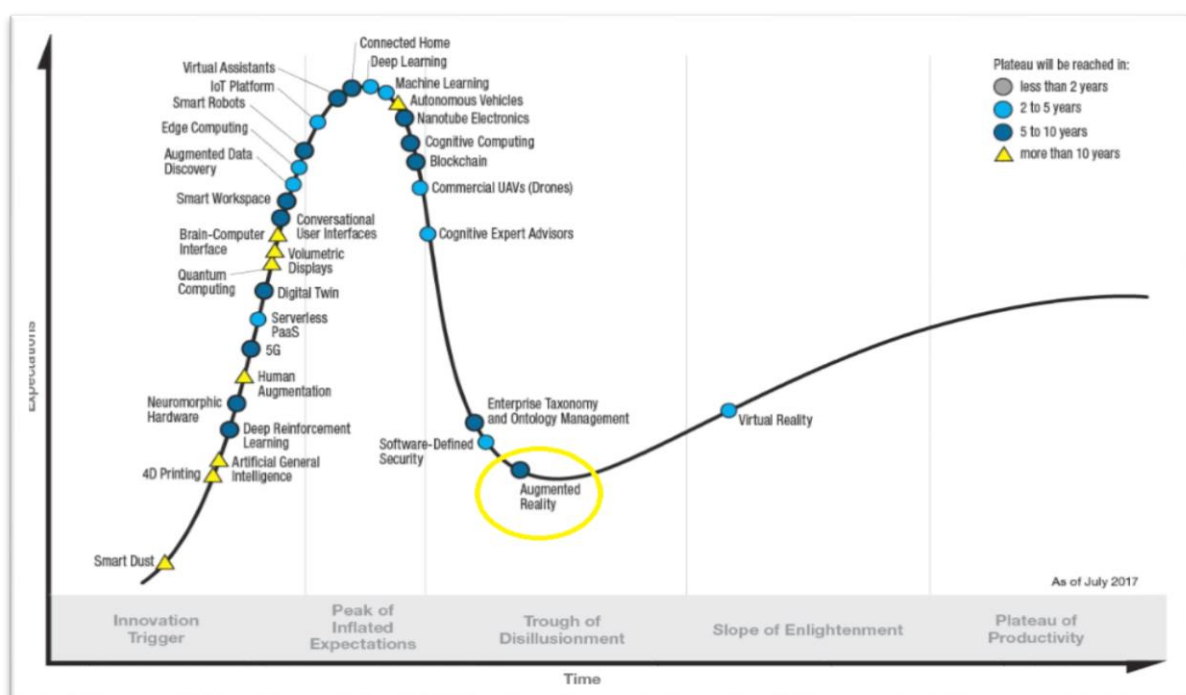 Connected Home
Deep Learning
Virtual Assistants
Machine Learning
IoT Platform
Autonomous Vehicles
Smart Robots
Nanotube Electronics
Edge Computing
Cognitive Computing
Augmented Data
Discovery
Blockchain
Commercial UAVs (Drones)
Smart Workspace
Conversational
User Interfaces
Brain-Computer
Interface
Cognitive Expert Advisors
Volumetric
Displays
Quantum
Computing
Digital Twin
Serverless
PaaS
5G
Human
Augmentation
Neuromorphic
Hardware
Deep Reinforcement
Learning
Artificial General
Intelligence
4D Printing
Smart Dust
Enterprise Taxonomy
and Ontology Management
Software-Defined
Security
Augmented
Reality
Virtual Reality
Plateau will be reached in:
less than 2 years
2 to 5 years
5 to 10 years
more than 10 years
As of July 2017
Expectations
Innovation
Trigger
Peak of
Inflated
Expectations
Trough of
Disillusionment
Slope of Enlightenment
Plateau of
Productivity
Time